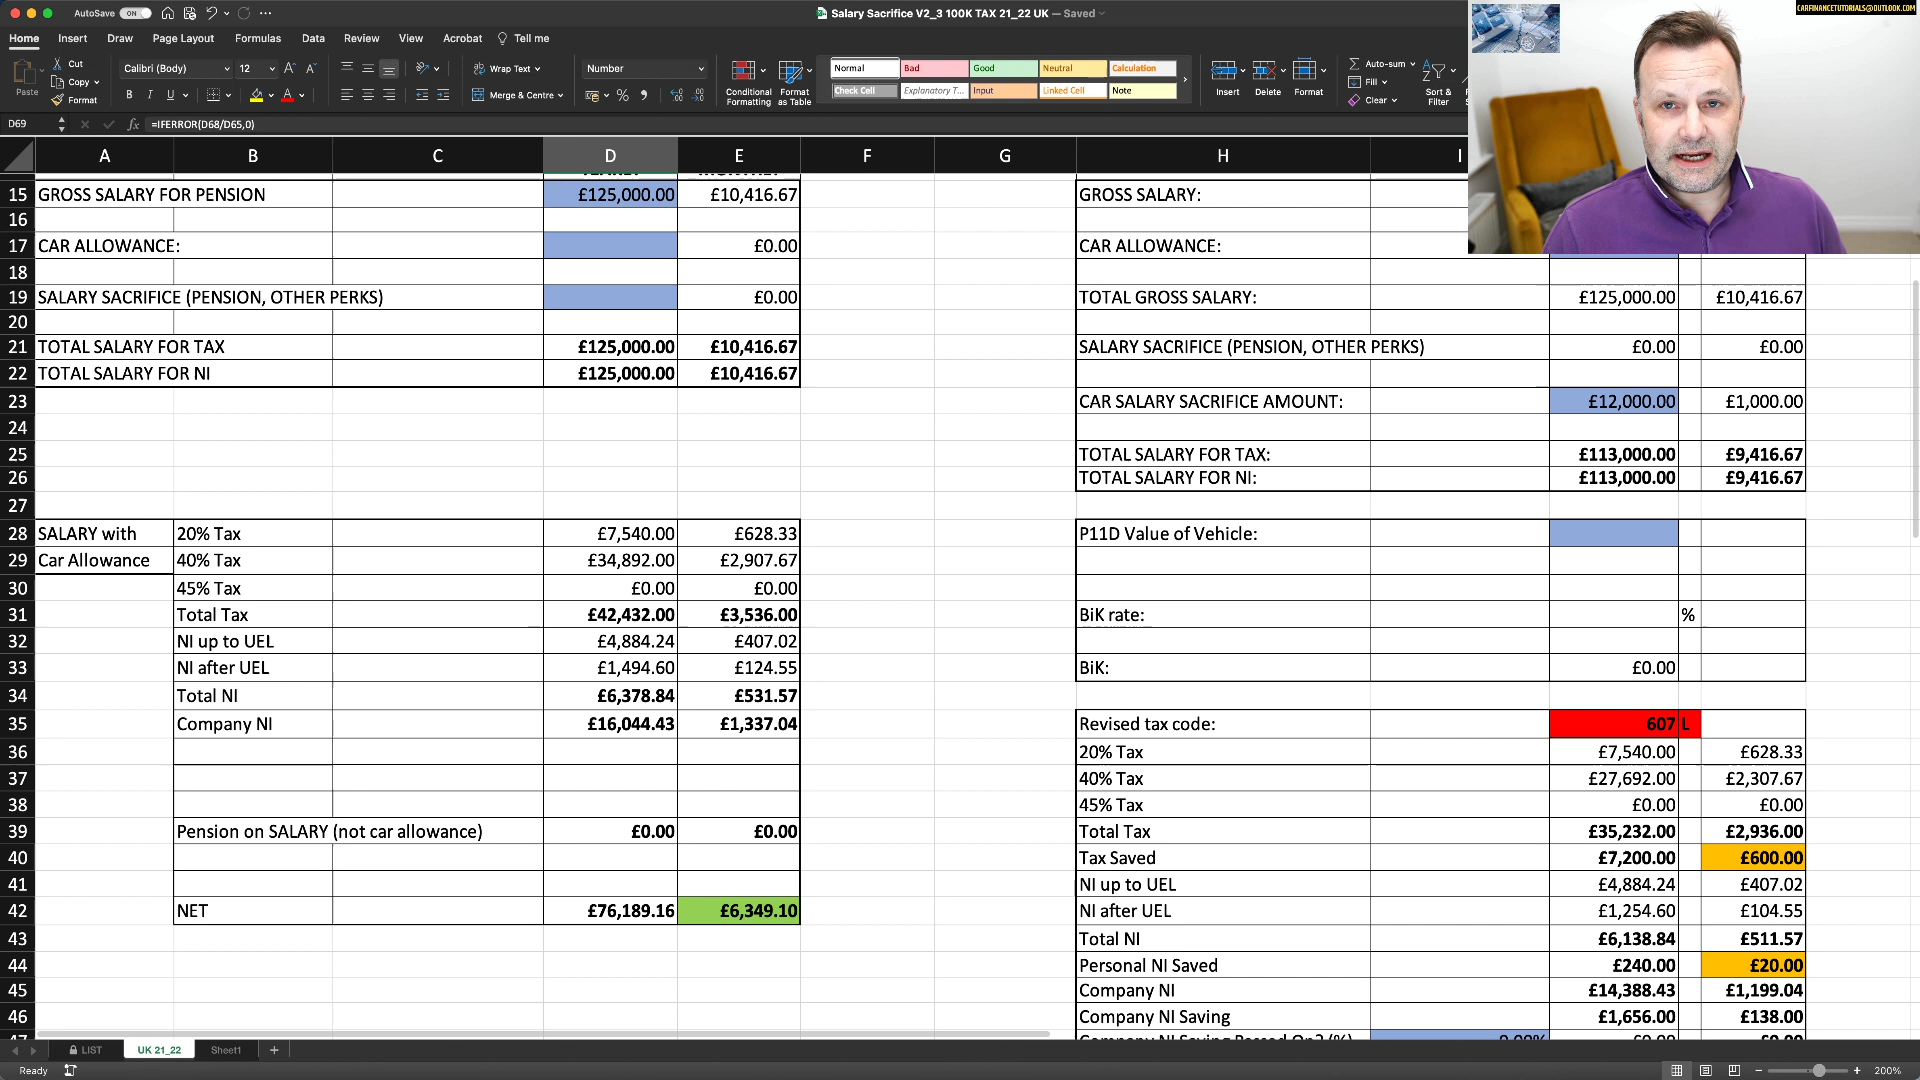 AutoSave ON
Salary Sacrifice V2_3 100K TAX 21_22 UK — Saved
CARFINANCETUTORIALS@OUTLOOK.COM
Home Insert Draw Page Layout Formulas Data Review View Acrobat Tell me
Paste
Cut
Copy
Format
Calibri (Body) 12
B I U
Wrap Text
Merge & Centre
Number
Conditional Formatting
Format as Table
Normal Bad Good Neutral Calculation
Check Cell Explanatory T... Input Linked Cell Note
Insert Delete Format
Auto-sum
Fill
Clear
Sort & Filter
D69 fx =IFERROR(D68/D65,0)
A B C D E F G H I
15 GROSS SALARY FOR PENSION £125,000.00 £10,416.67 GROSS SALARY:
16
17 CAR ALLOWANCE: £0.00 CAR ALLOWANCE:
18
19 SALARY SACRIFICE (PENSION, OTHER PERKS) £0.00 TOTAL GROSS SALARY: £125,000.00 £10,416.67
20
21 TOTAL SALARY FOR TAX £125,000.00 £10,416.67 SALARY SACRIFICE (PENSION, OTHER PERKS) £0.00 £0.00
22 TOTAL SALARY FOR NI £125,000.00 £10,416.67
23 CAR SALARY SACRIFICE AMOUNT: £12,000.00 £1,000.00
24
25 TOTAL SALARY FOR TAX: £113,000.00 £9,416.67
26 TOTAL SALARY FOR NI: £113,000.00 £9,416.67
27
28 SALARY with 20% Tax £7,540.00 £628.33 P11D Value of Vehicle:
29 Car Allowance 40% Tax £34,892.00 £2,907.67
30 45% Tax £0.00 £0.00
31 Total Tax £42,432.00 £3,536.00 BiK rate: %
32 NI up to UEL £4,884.24 £407.02
33 NI after UEL £1,494.60 £124.55 BiK: £0.00
34 Total NI £6,378.84 £531.57
35 Company NI £16,044.43 £1,337.04 Revised tax code: 607 L
36 20% Tax £7,540.00 £628.33
37 40% Tax £27,692.00 £2,307.67
38 45% Tax £0.00 £0.00
39 Pension on SALARY (not car allowance) £0.00 £0.00 Total Tax £35,232.00 £2,936.00
40 Tax Saved £7,200.00 £600.00
41 NI up to UEL £4,884.24 £407.02
42 NET £76,189.16 £6,349.10 NI after UEL £1,254.60 £104.55
43 Total NI £6,138.84 £511.57
44 Personal NI Saved £240.00 £20.00
45 Company NI £14,388.43 £1,199.04
46 Company NI Saving £1,656.00 £138.00
LIST UK 21_22 Sheet1 +
Ready
200%